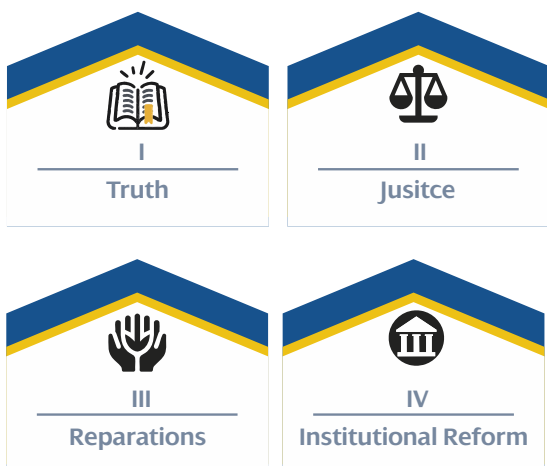 I
Truth
II
Jusitce
III
Reparations
IV
Institutional Reform